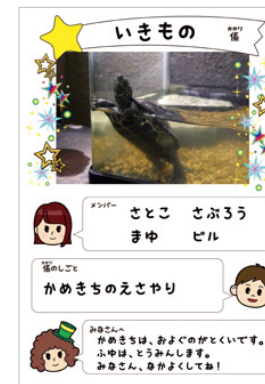 いきもの 係
かかり
メンバー
さとこ さぶろう
まゆ ビル
かかり
係のしごと
かめきちのえさやり
みなさんへ
かめきちは、およぐのがとくいです。
ふゆは、とうみんします。
みなさん、なかよくしてね!